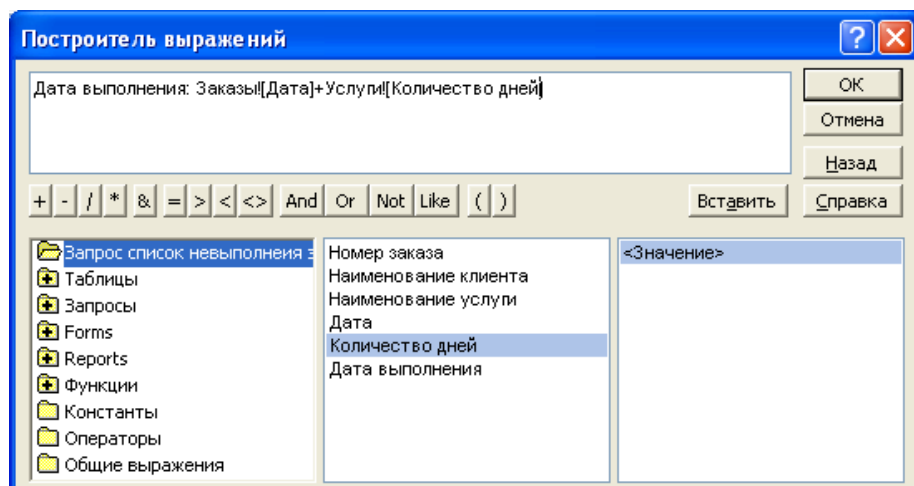 Построитель выражений
Дата выполнения: Заказы![Дата]+Услуги![Количество дней]
ОК
Отмена
Назад
+ - / * & = > < <> And Or Not Like ( ) Вставить Справка
Запрос список невыполнеия з
Таблицы
Запросы
Forms
Reports
Функции
Константы
Операторы
Общие выражения
Номер заказа
Наименование клиента
Наименование услуги
Дата
Количество дней
Дата выполнения
<Значение>